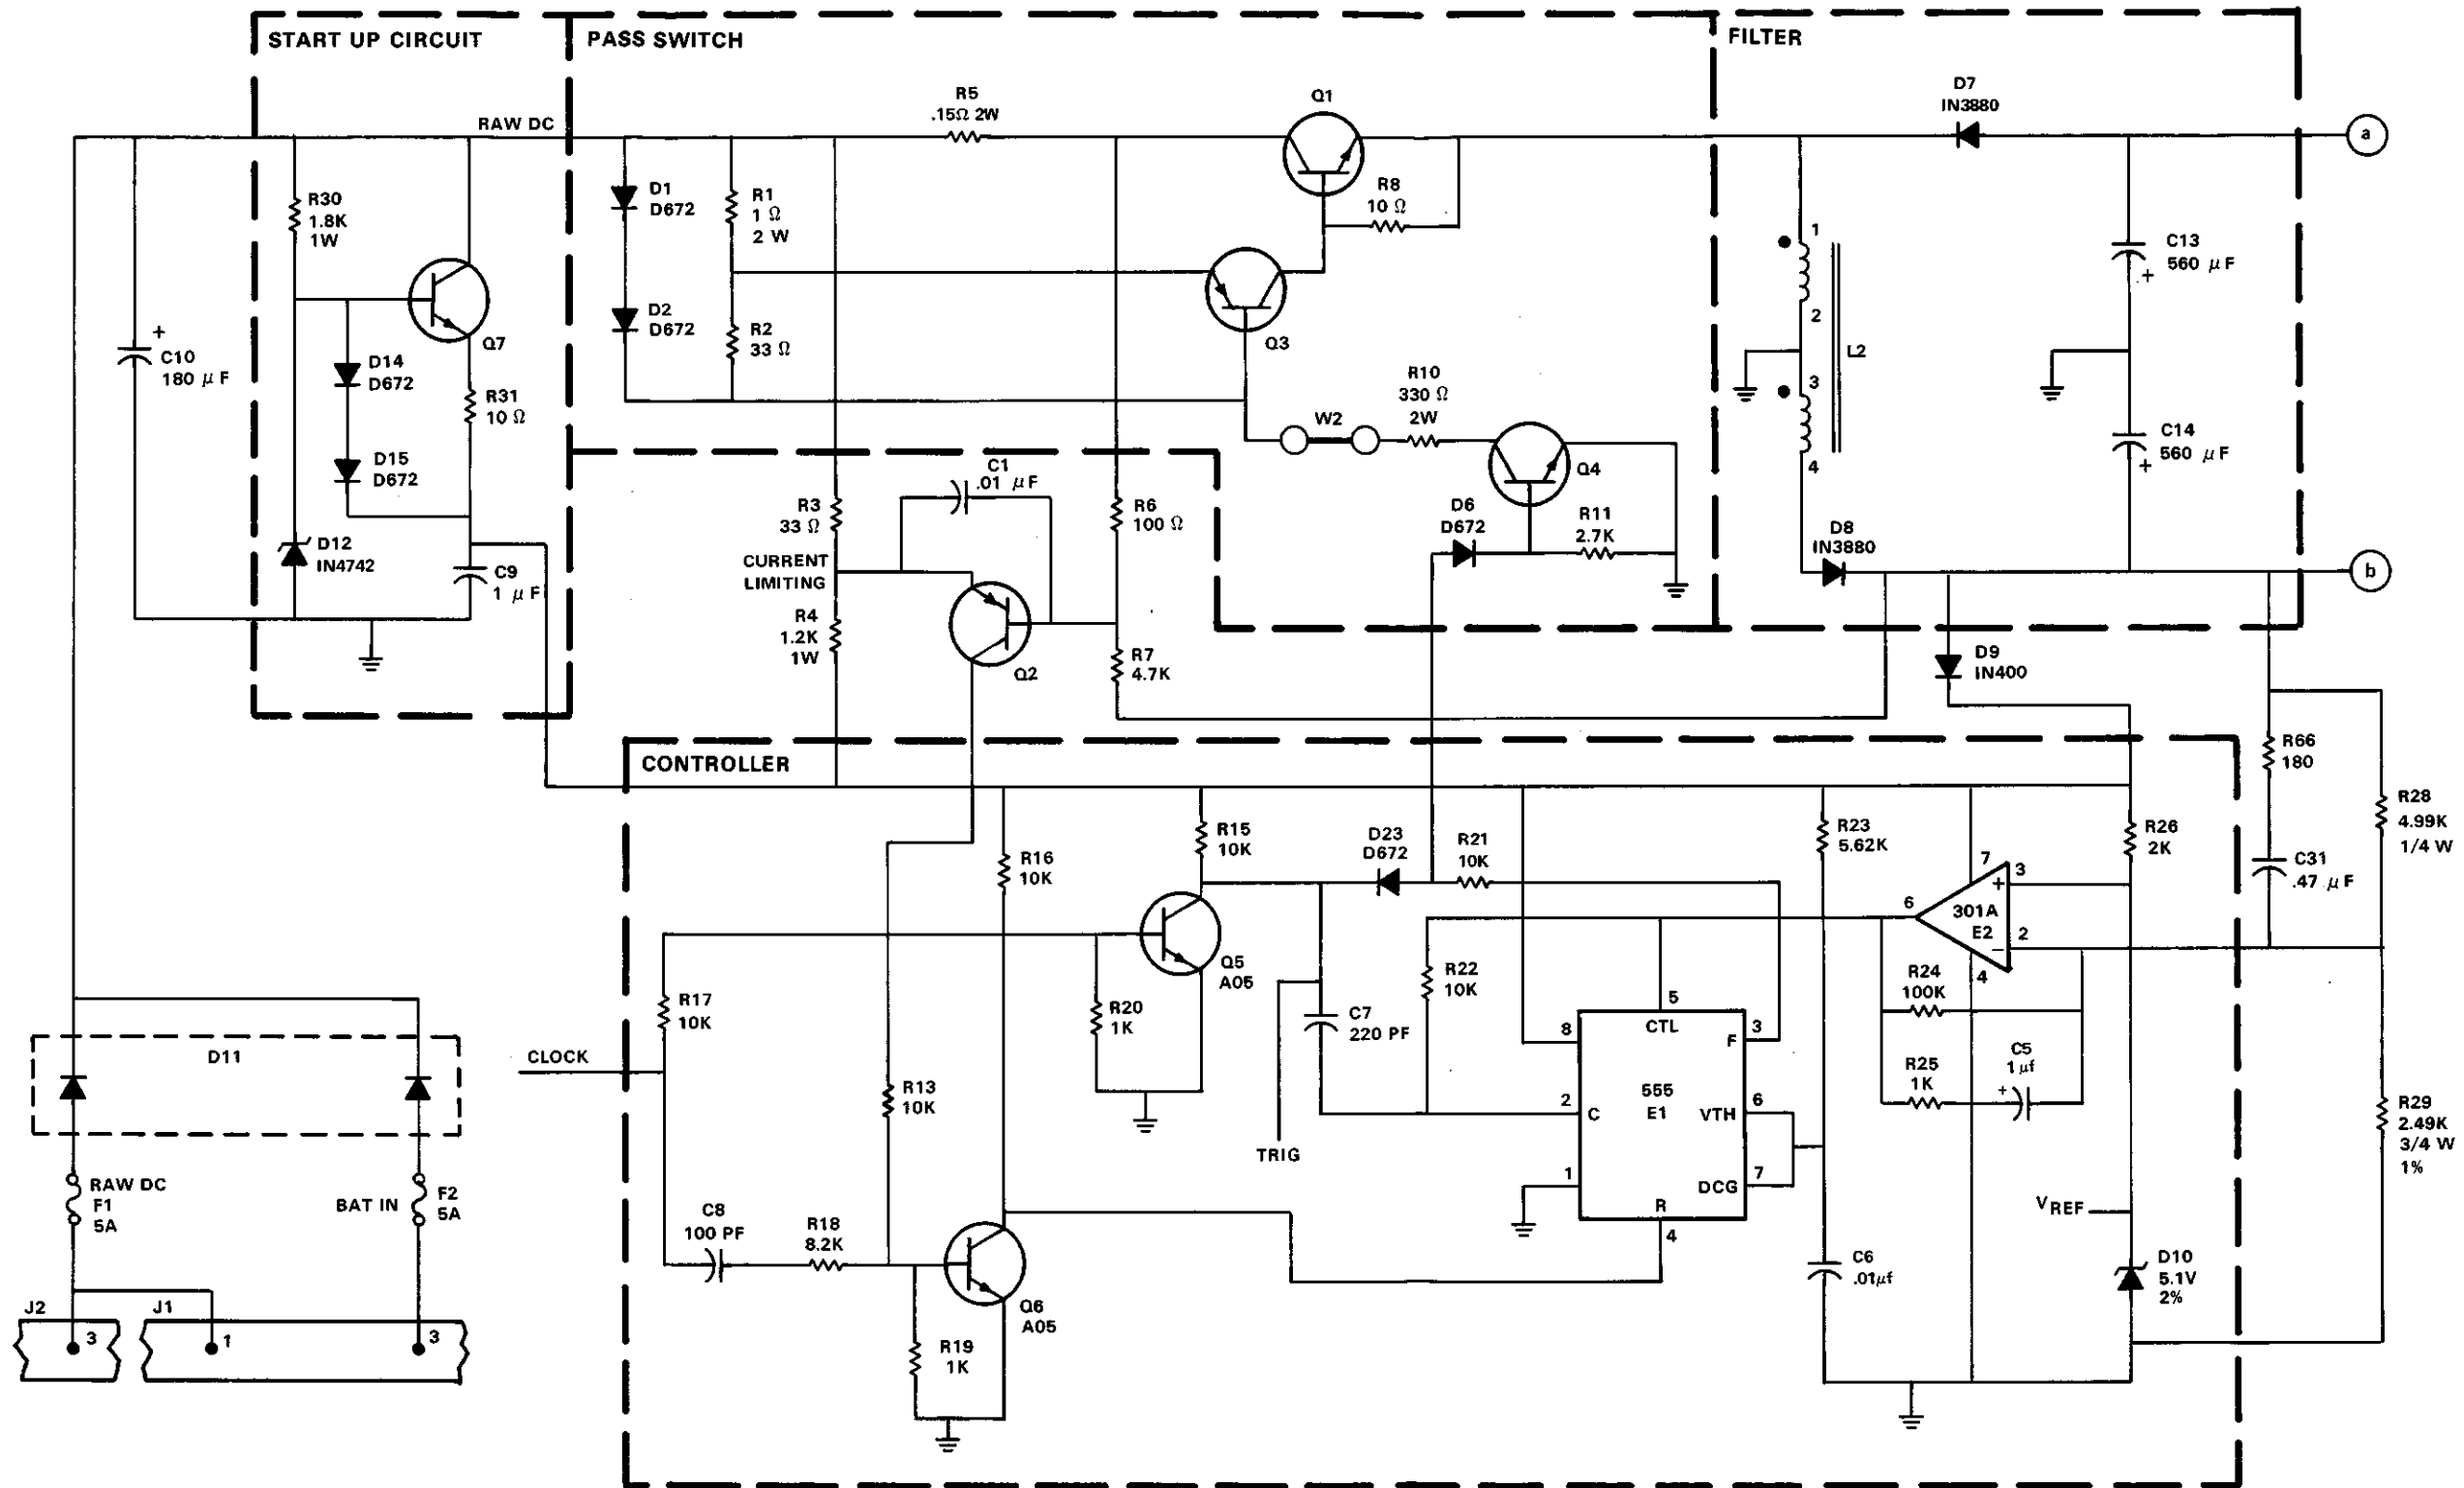 START UP CIRCUIT
PASS SWITCH
FILTER
RAW DC
R5
.15Ω 2W
Q1
D7
IN3880
a
R30
1.8K
1W
D1
D672
R1
1 Ω
2 W
R8
10 Ω
1
C13
560 μF
+
+
C10
180 μF
Q7
D2
D672
R2
33 Ω
Q3
2
L2
D14
D672
R31
10 Ω
R10
330 Ω
2W
W2
3
C14
560 μF
+
D15
D672
C1
.01 μF
Q4
4
R3
33 Ω
R6
100 Ω
D6
D672
R11
2.7K
D8
IN3880
b
D12
IN4742
C9
1 μF
CURRENT
LIMITING
R4
1.2K
1W
Q2
R7
4.7K
D9
IN400
CONTROLLER
R66
180
R28
4.99K
1/4 W
R16
10K
R15
10K
D23
D672
R21
10K
R23
5.62K
R26
2K
7
3
+
6
301A
E2
2
−
4
C31
.47 μF
R17
10K
Q5
A05
R20
1K
R22
10K
C7
220 PF
R24
100K
R25
1K
C5
1μf
+
5
CTL
8
3
F
555
E1
2
C
6
VTH
1
7
DCG
R
4
D11
CLOCK
R13
10K
TRIG
R29
2.49K
3/4 W
1%
RAW DC
F1
5A
BAT IN
F2
5A
C8
100 PF
R18
8.2K
VREF
C6
.01μf
D10
5.1V
2%
Q6
A05
R19
1K
J2
3
J1
1
3